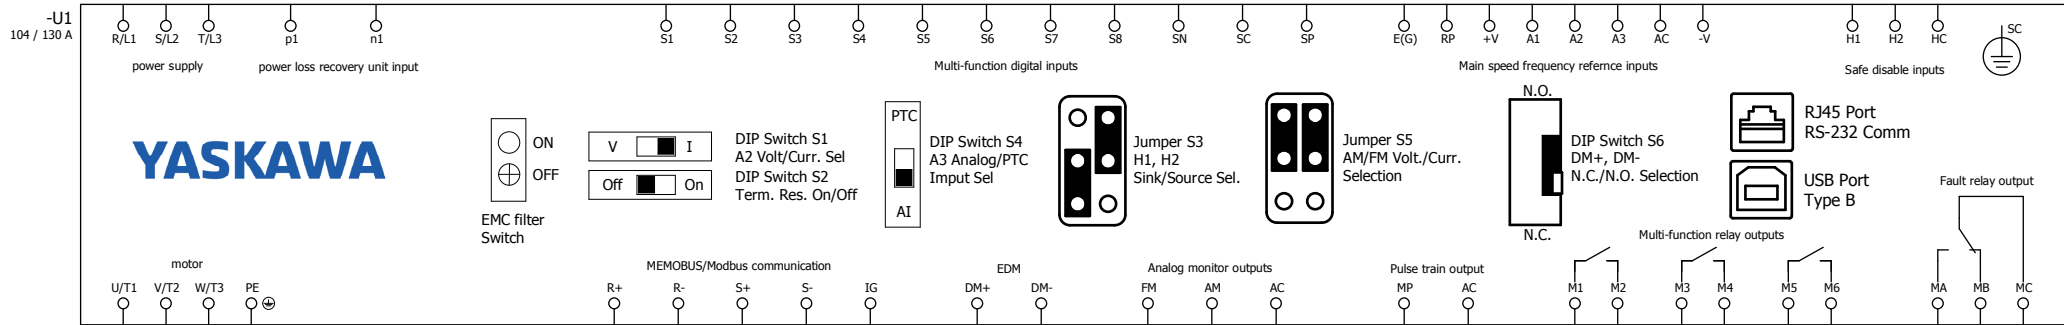 -U1
104 / 130 A
R/L1 S/L2 T/L3 p1 n1 S1 S2 S3 S4 S5 S6 S7 S8 SN SC SP E(G) RP +V A1 A2 A3 AC -V H1 H2 HC SC
power supply power loss recovery unit input Multi-function digital inputs Main speed frequency refernce inputs Safe disable inputs
YASKAWA
ON
OFF
EMC filter
Switch
V I
DIP Switch S1
A2 Volt/Curr. Sel
Off On
DIP Switch S2
Term. Res. On/Off
PTC
AI
DIP Switch S4
A3 Analog/PTC
Imput Sel
Jumper S3
H1, H2
Sink/Source Sel.
Jumper S5
AM/FM Volt./Curr.
Selection
N.O.
N.C.
DIP Switch S6
DM+, DM-
N.C./N.O. Selection
RJ45 Port
RS-232 Comm
USB Port
Type B
Fault relay output
Multi-function relay outputs
motor MEMOBUS/Modbus communication EDM Analog monitor outputs Pulse train output
U/T1 V/T2 W/T3 PE R+ R- S+ S- IG DM+ DM- FM AM AC MP AC M1 M2 M3 M4 M5 M6 MA MB MC